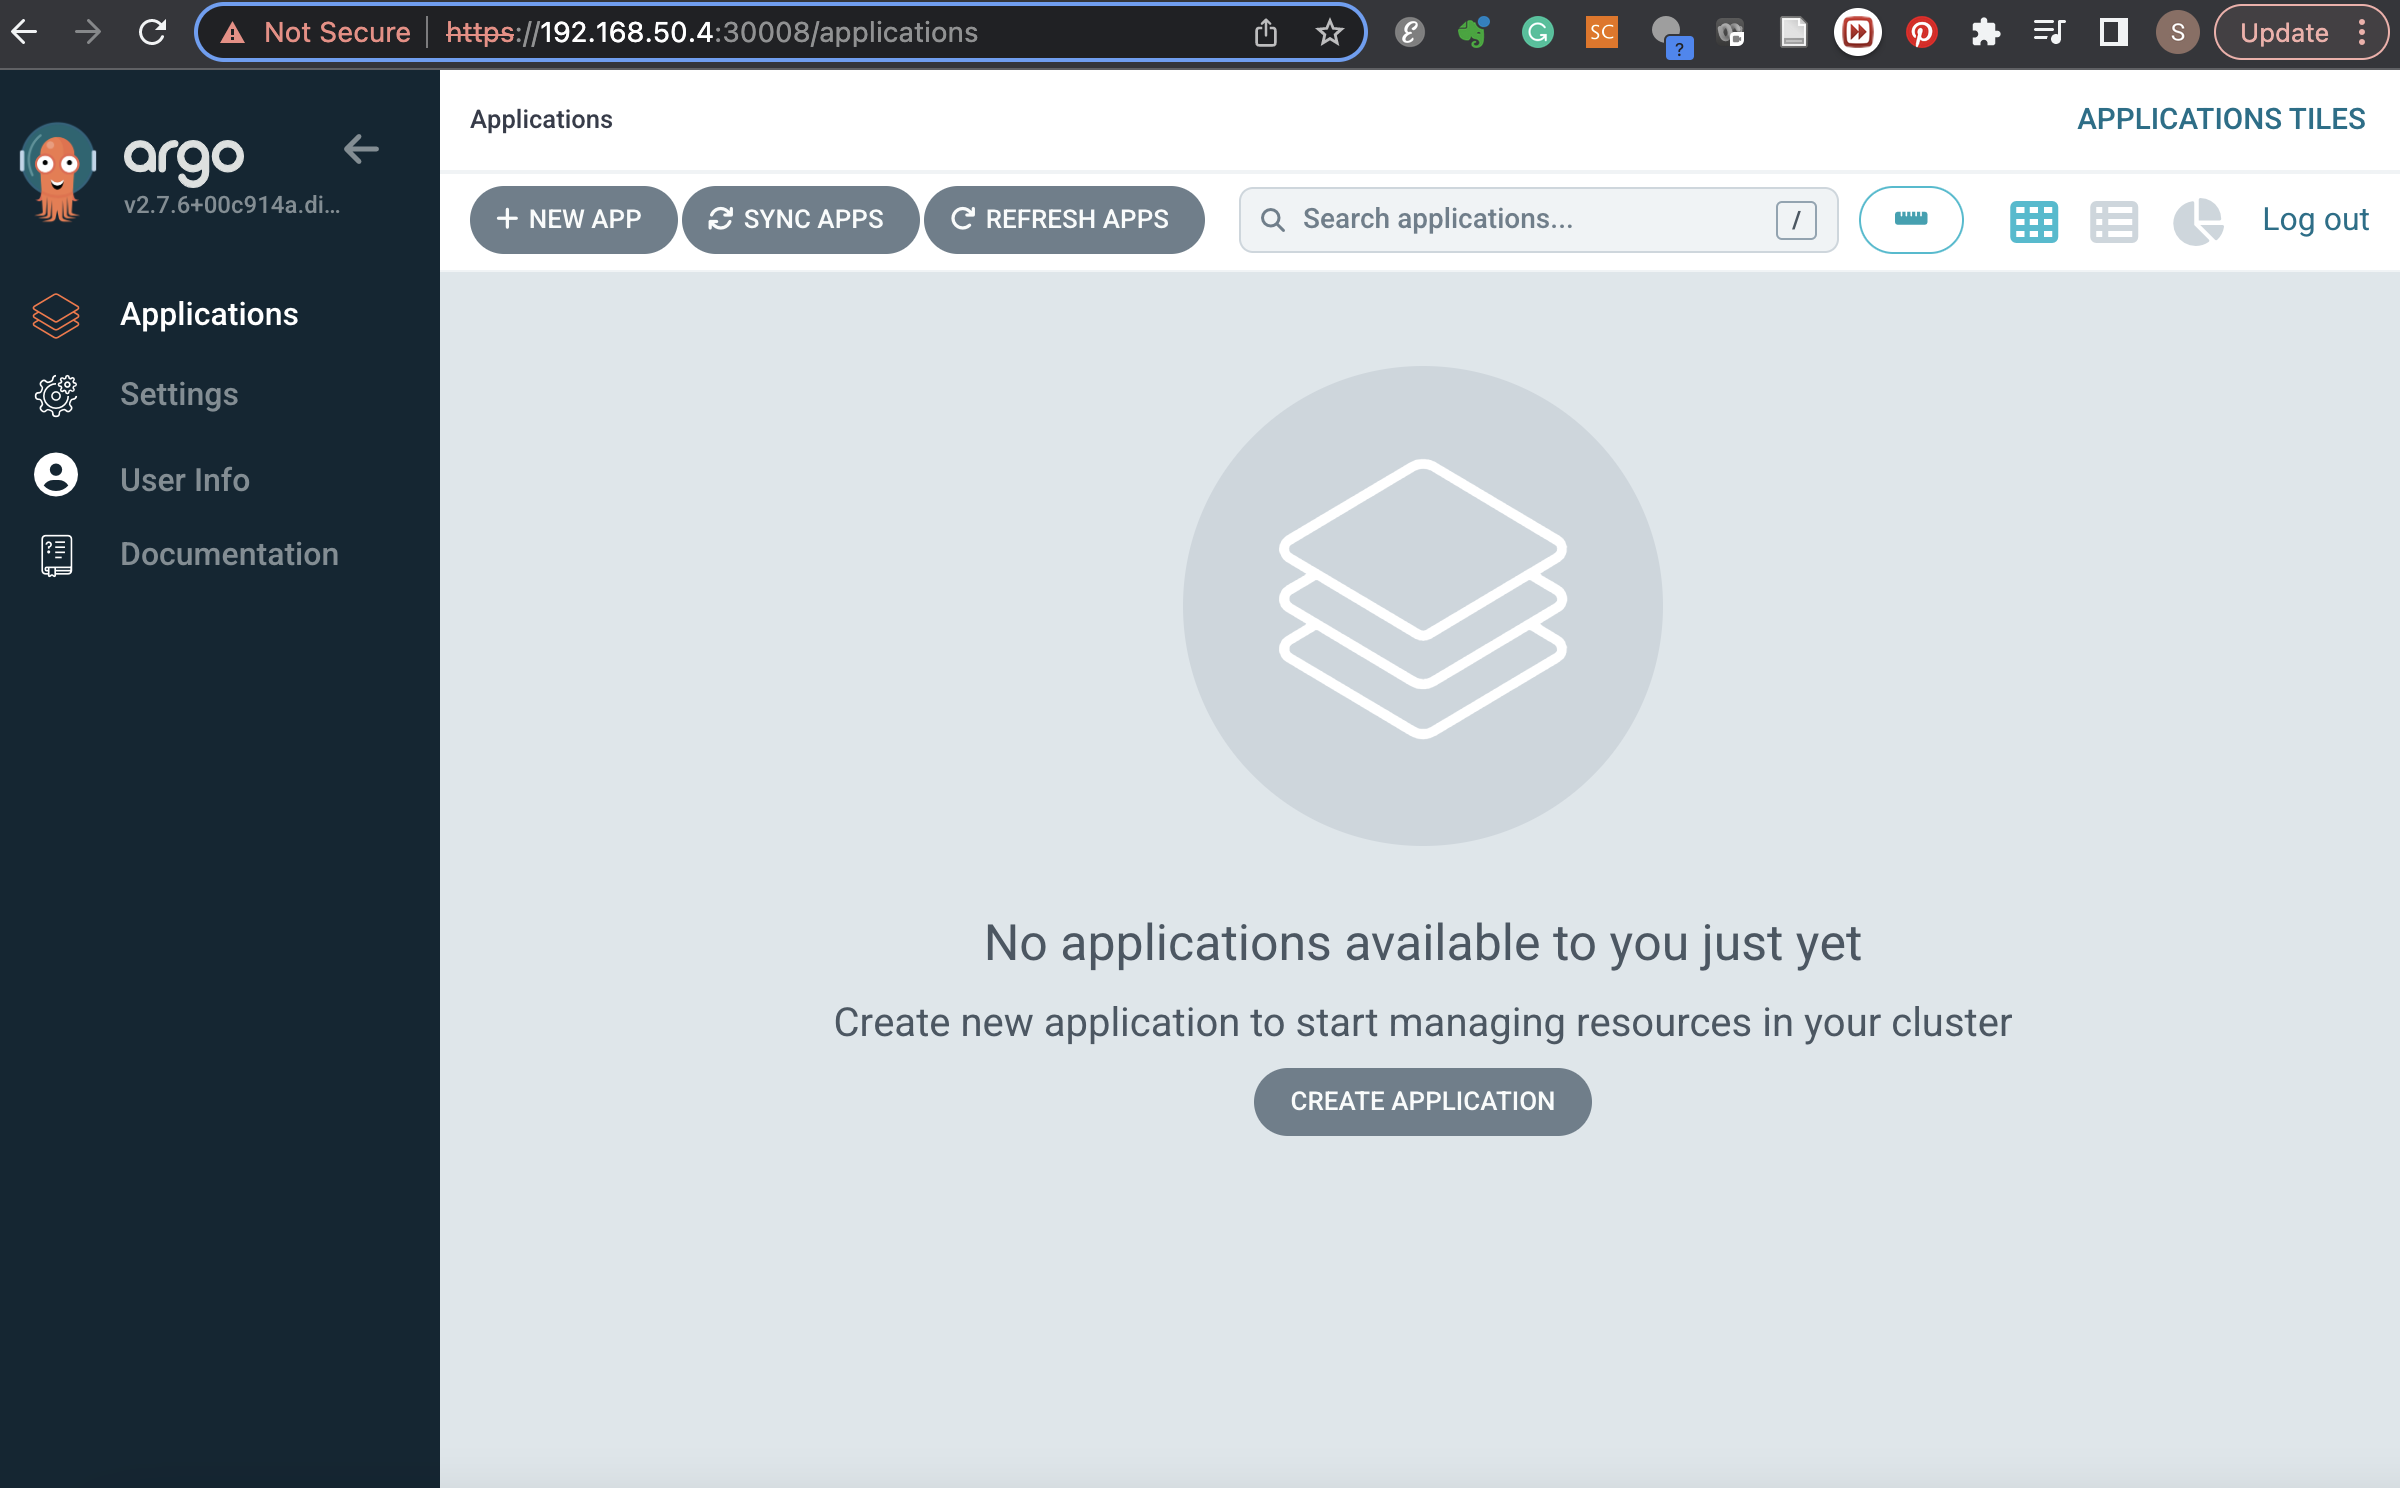 Not Secure https://192.168.50.4:30008/applications
SC
?
S
Update
argo
v2.7.6+00c914a.di...
Applications
Settings
User Info
Documentation
Applications
APPLICATIONS TILES
NEW APP
SYNC APPS
REFRESH APPS
Search applications...
/
Log out
No applications available to you just yet
Create new application to start managing resources in your cluster
CREATE APPLICATION